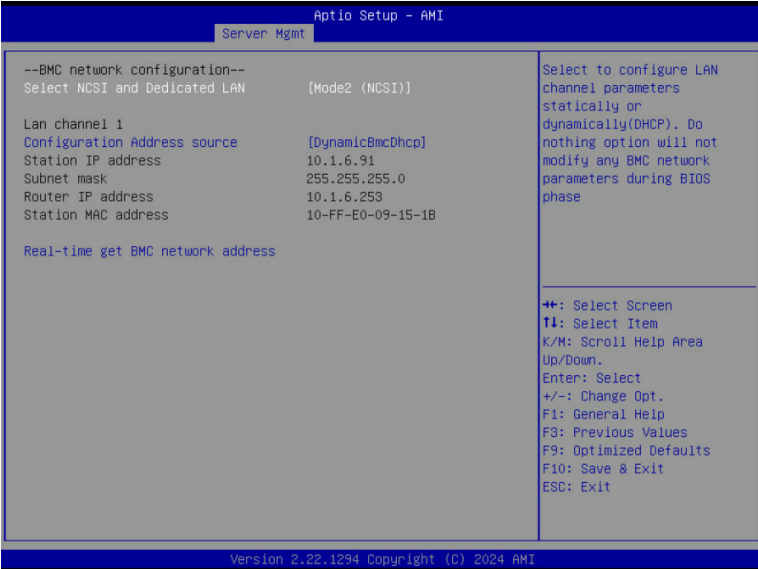 Aptio Setup – AMI
Server Mgmt
--BMC network configuration--
Select NCSI and Dedicated LAN [Mode2 (NCSI)]
Lan channel 1
Configuration Address source [DynamicBmcDhcp]
Station IP address 10.1.6.91
Subnet mask 255.255.255.0
Router IP address 10.1.6.253
Station MAC address 10-FF-E0-09-15-1B
Real-time get BMC network address
Select to configure LAN
channel parameters
statically or
dynamically(DHCP). Do
nothing option will not
modify any BMC network
parameters during BIOS
phase
→←: Select Screen
↑↓: Select Item
K/M: Scroll Help Area
Up/Down.
Enter: Select
+/-: Change Opt.
F1: General Help
F3: Previous Values
F9: Optimized Defaults
F10: Save & Exit
ESC: Exit
Version 2.22.1294 Copyright (C) 2024 AMI